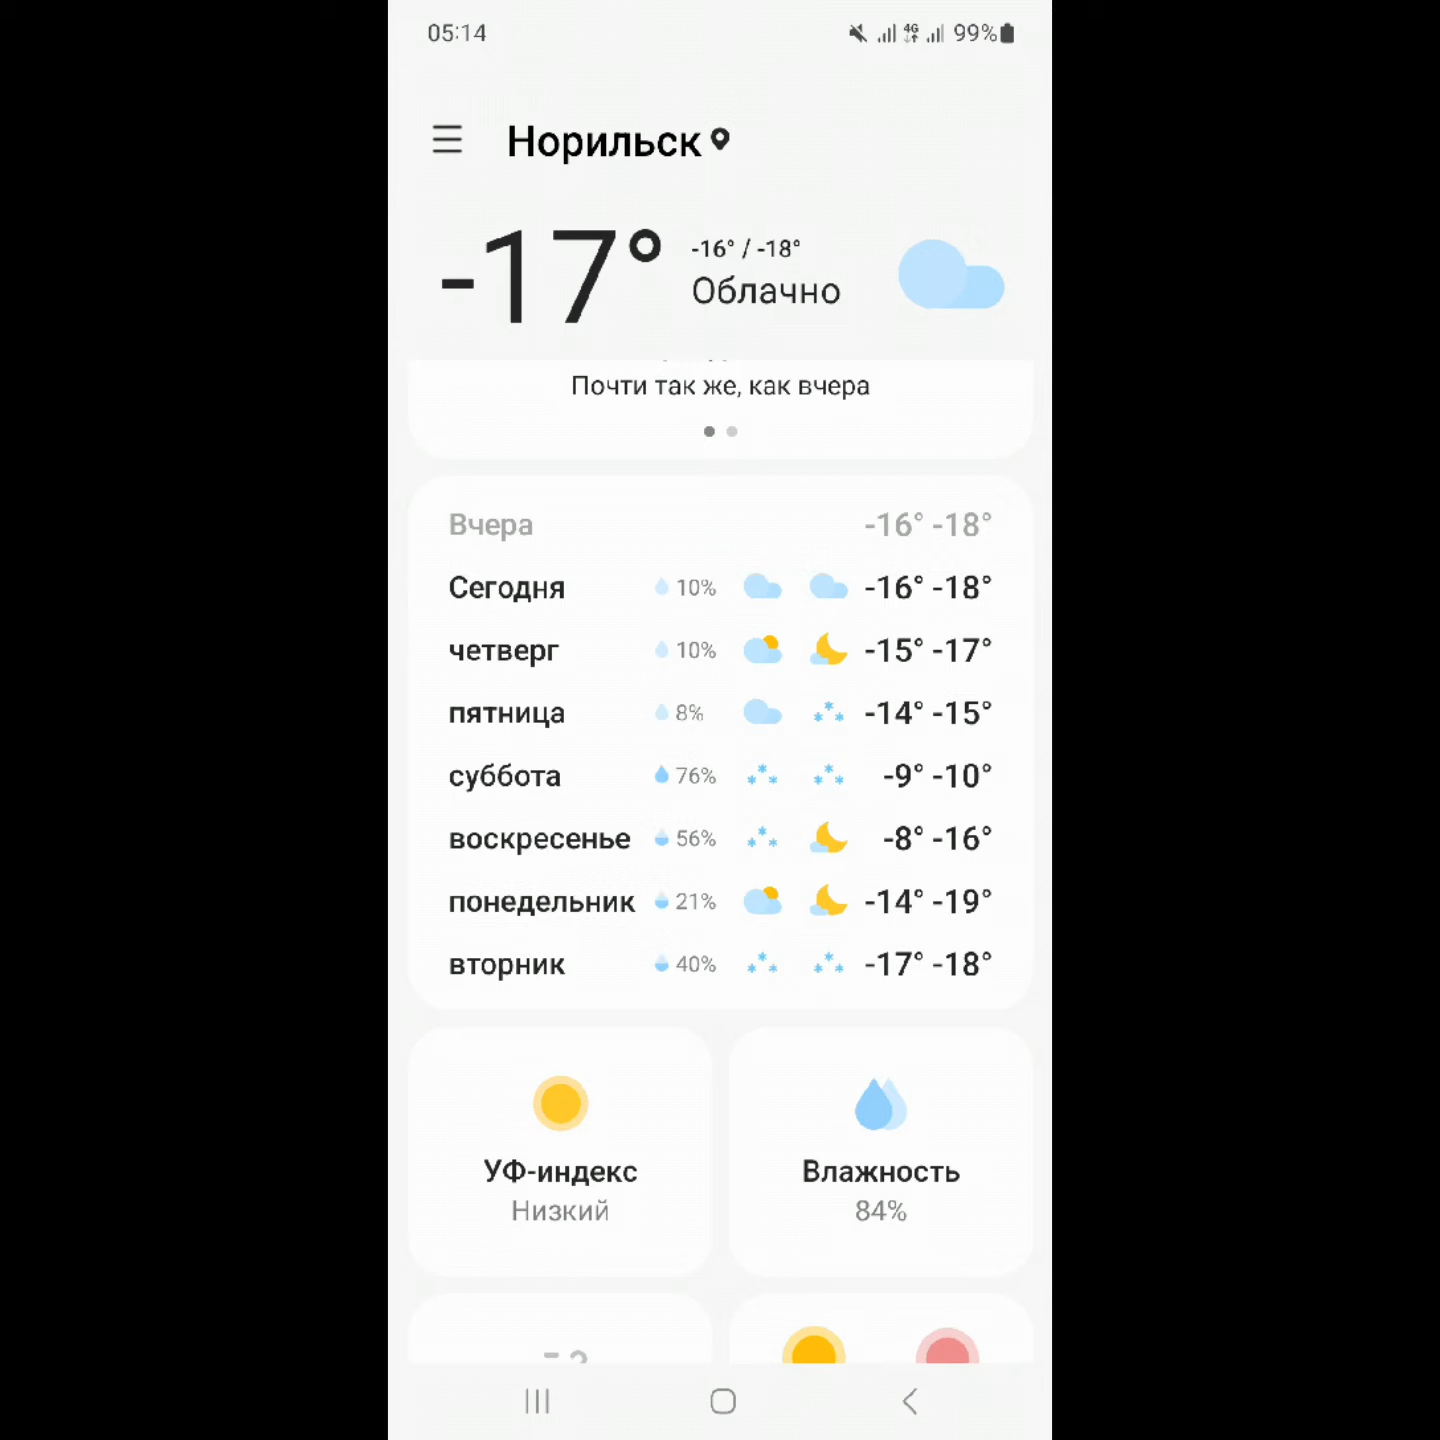 05:14 4G 99%
Норильск
-17° -16° / -18°
Облачно
Почти так же, как вчера
Вчера -16° -18°
Сегодня 10% -16° -18°
четверг 10% -15° -17°
пятница 8% -14° -15°
суббота 76% -9° -10°
воскресенье 56% -8° -16°
понедельник 21% -14° -19°
вторник 40% -17° -18°
УФ-индекс Влажность
Низкий 84%